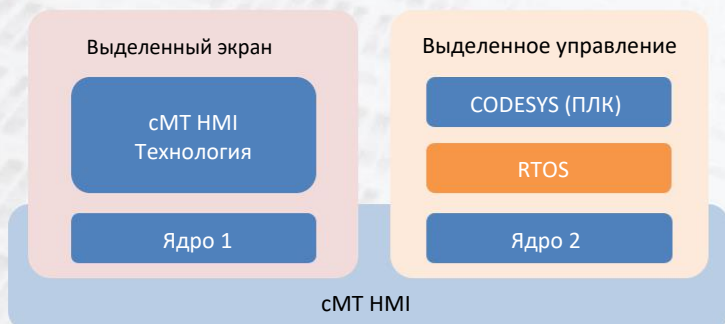 Выделенный экран
cMT HMI
Технология
Ядро 1
Выделенное управление
CODESYS (ПЛК)
RTOS
Ядро 2
cMT HMI